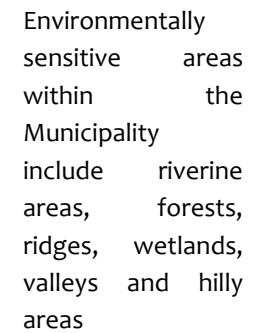 Environmentally
sensitive areas
within the
Municipality
include riverine
areas, forests,
ridges, wetlands,
valleys and hilly
areas